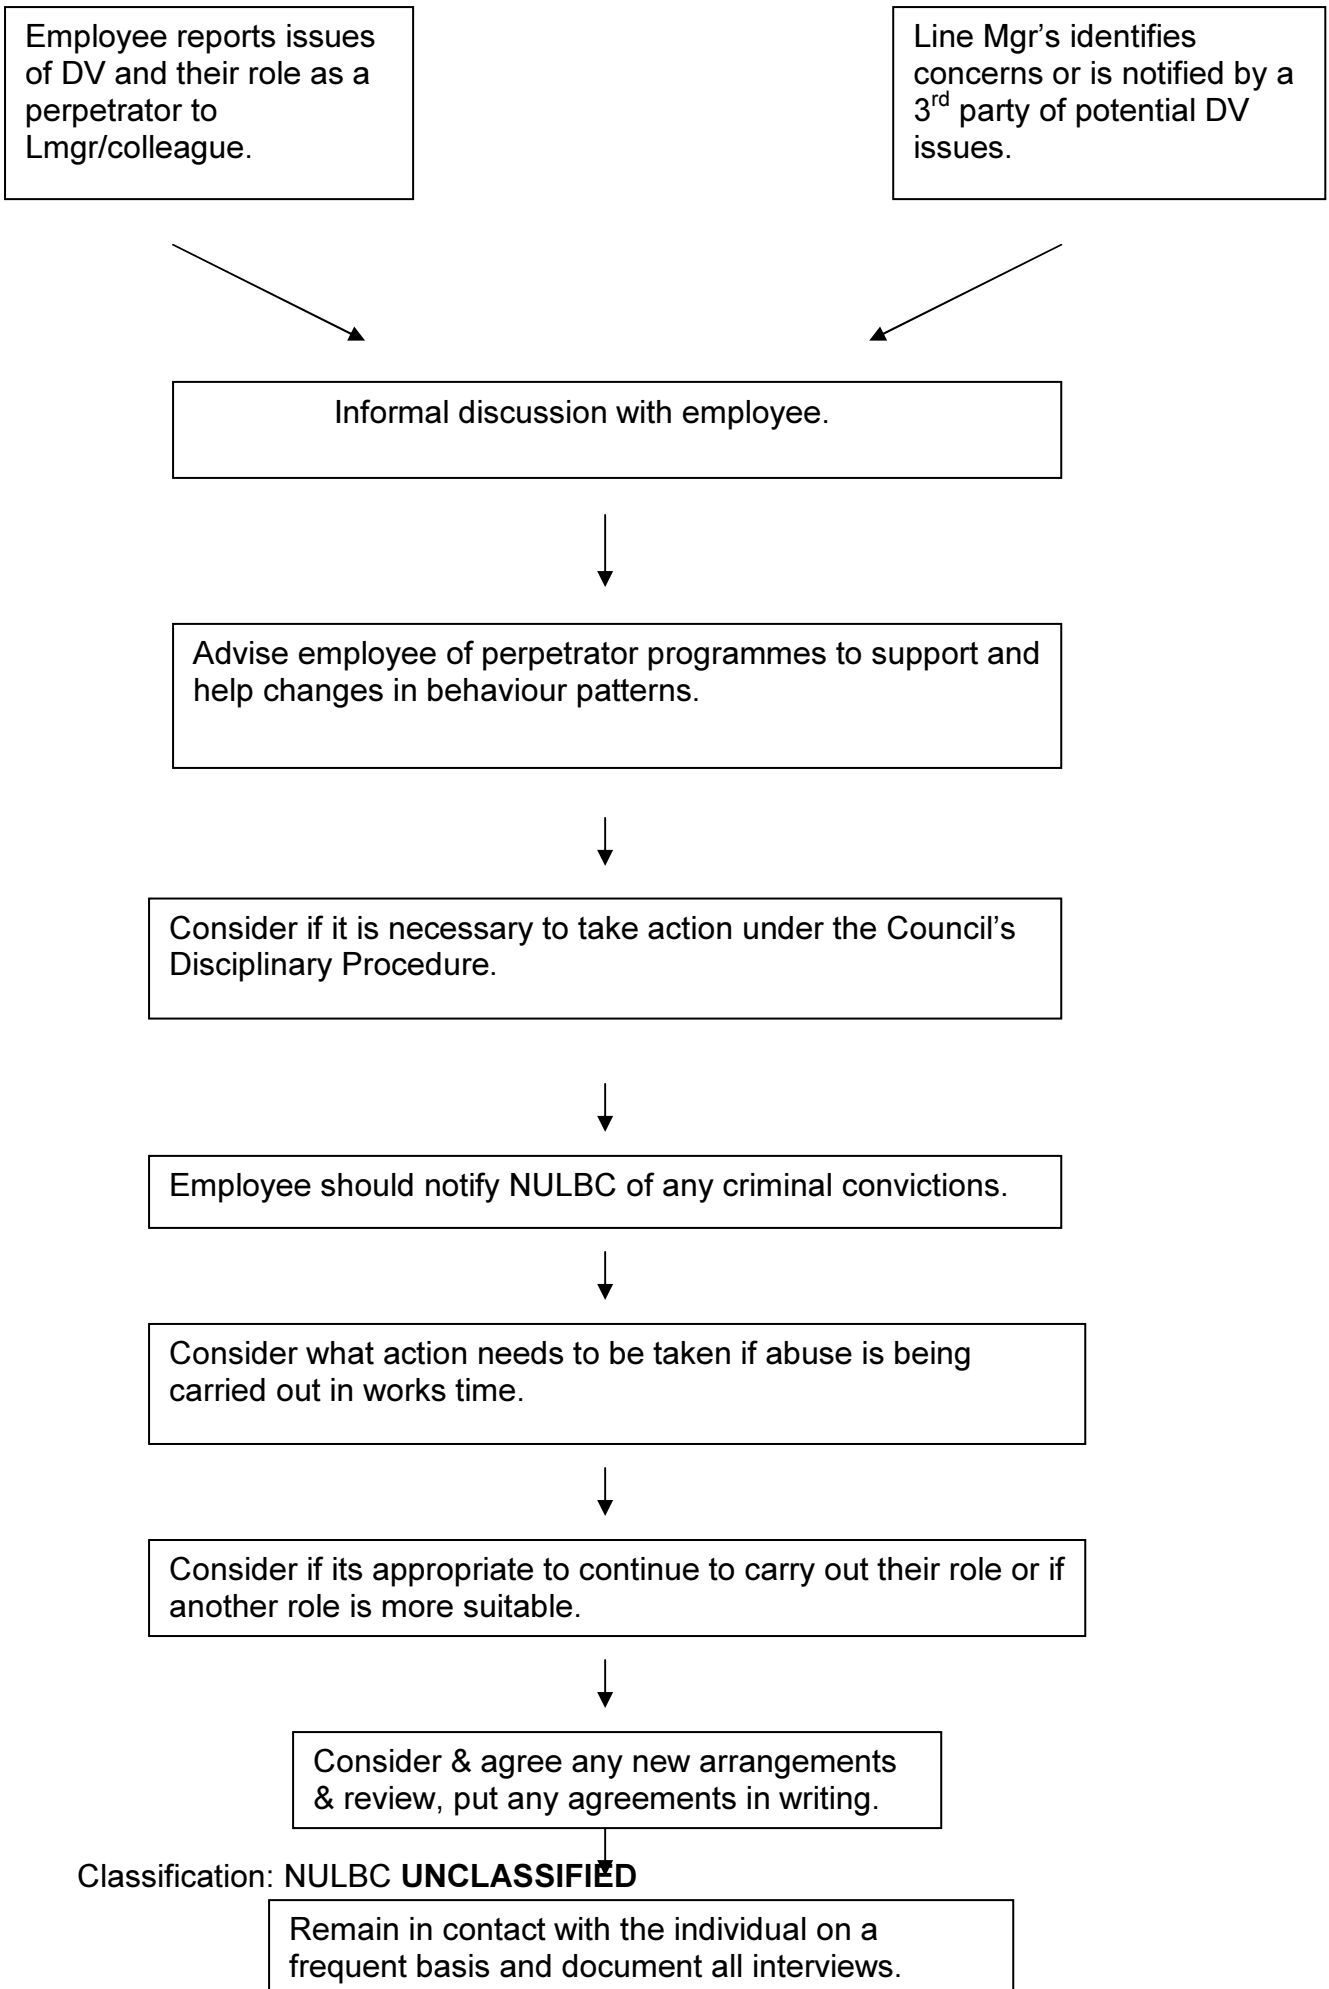 Employee reports issues
of DV and their role as a
perpetrator to
Lmgr/colleague.
Line Mgr's identifies
concerns or is notified by a
3rd party of potential DV
issues.
Informal discussion with employee.
Advise employee of perpetrator programmes to support and
help changes in behaviour patterns.
Consider if it is necessary to take action under the Council’s
Disciplinary Procedure.
Employee should notify NULBC of any criminal convictions.
Consider what action needs to be taken if abuse is being
carried out in works time.
Consider if its appropriate to continue to carry out their role or if
another role is more suitable.
Consider & agree any new arrangements
& review, put any agreements in writing.
Classification: NULBC UNCLASSIFIED
Remain in contact with the individual on a
frequent basis and document all interviews.